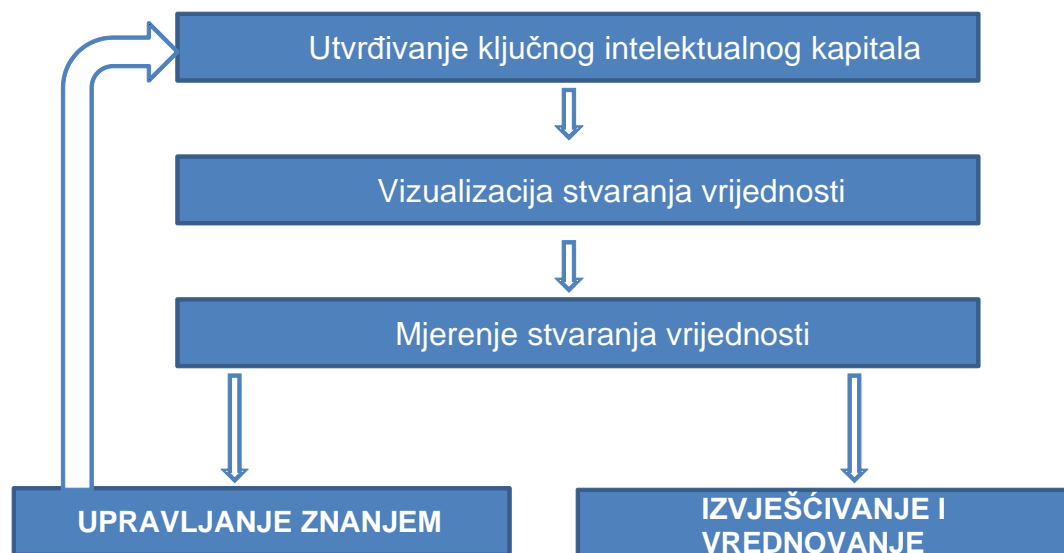 Utvrđivanje ključnog intelektualnog kapitala
Vizualizacija stvaranja vrijednosti
Mjerenje stvaranja vrijednosti
UPRAVLJANJE ZNANJEM
IZVJEŠĆIVANJE I
VREDNOVANJE